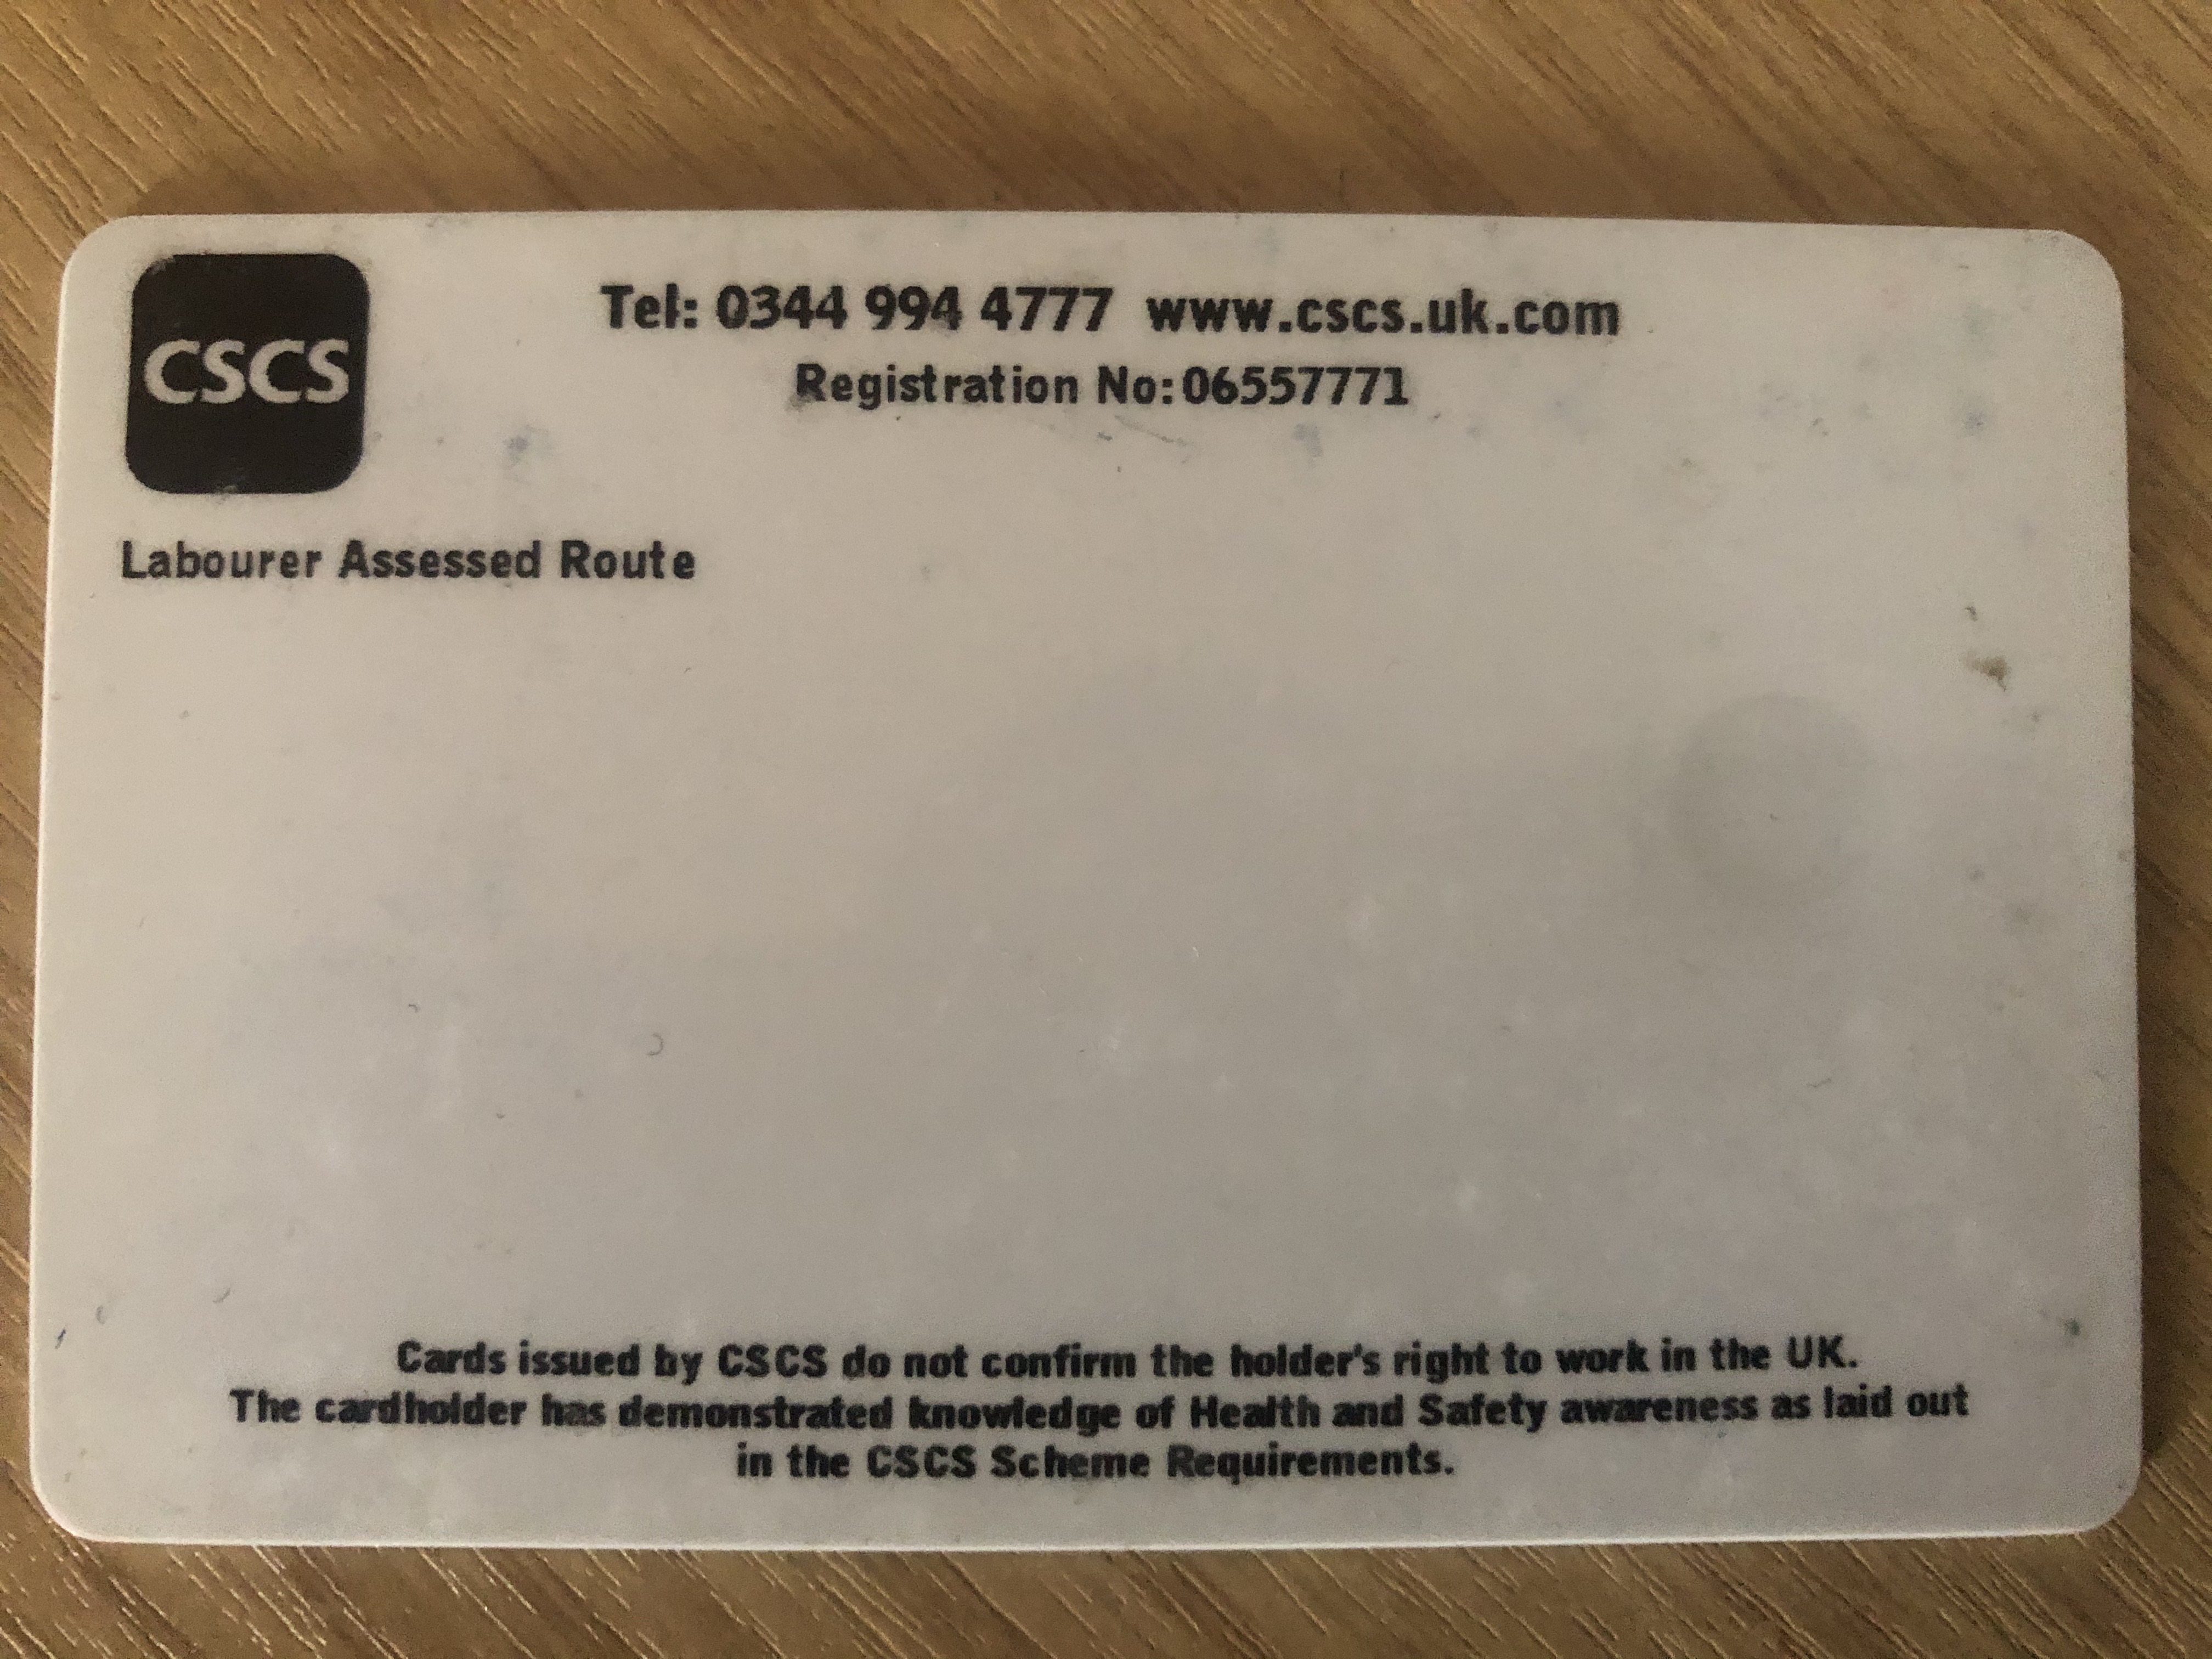 CSCS
Tel: 0344 994 4777 www.cscs.uk.com
Registration No:06557771
Labourer Assessed Route
Cards issued by CSCS do not confirm the holder's right to work in the UK.
The cardholder has demonstrated knowledge of Health and Safety awareness as laid out
in the CSCS Scheme Requirements.